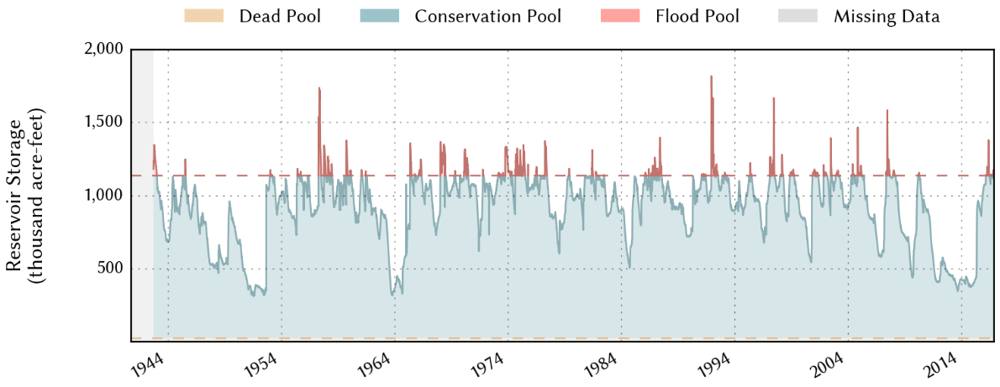 Dead Pool Conservation Pool Flood Pool Missing Data
Reservoir Storage
(thousand acre-feet)
2,000
1,500
1,000
500
1944 1954 1964 1974 1984 1994 2004 2014